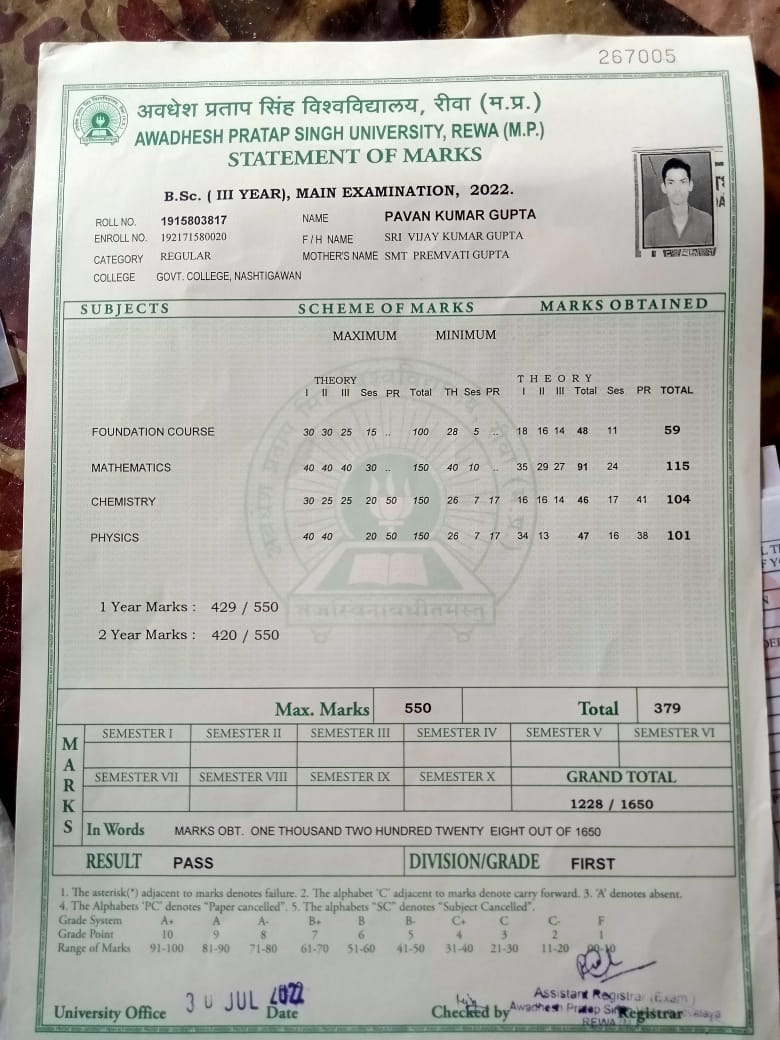 267005
अवधेश प्रताप सिंह विश्वविद्यालय, रीवा (म.प्र.)
AWADHESH PRATAP SINGH UNIVERSITY, REWA (M.P.)
STATEMENT OF MARKS
B.Sc. ( III YEAR), MAIN EXAMINATION, 2022.
ROLL NO. 1915803817 NAME PAVAN KUMAR GUPTA
ENROLL NO. 192171580020 F / H NAME SRI VIJAY KUMAR GUPTA
CATEGORY REGULAR MOTHER'S NAME SMT PREMVATI GUPTA
COLLEGE GOVT. COLLEGE, NASHTIGAWAN
SUBJECTS SCHEME OF MARKS MARKS OBTAINED
MAXIMUM MINIMUM
THEORY T H E O R Y
I II III Ses PR Total TH Ses PR I II III Total Ses PR TOTAL
FOUNDATION COURSE 30 30 25 15 .. 100 28 5 .. 18 16 14 48 11 59
MATHEMATICS 40 40 40 30 .. 150 40 10 .. 35 29 27 91 24 115
CHEMISTRY 30 25 25 20 50 150 26 7 17 16 16 14 46 17 41 104
PHYSICS 40 40 20 50 150 26 7 17 34 13 47 16 38 101
1 Year Marks : 429 / 550
2 Year Marks : 420 / 550
Max. Marks 550 Total 379
MARKS
SEMESTER I SEMESTER II SEMESTER III SEMESTER IV SEMESTER V SEMESTER VI
SEMESTER VII SEMESTER VIII SEMESTER IX SEMESTER X GRAND TOTAL
1228 / 1650
In Words MARKS OBT. ONE THOUSAND TWO HUNDRED TWENTY EIGHT OUT OF 1650
RESULT PASS DIVISION/GRADE FIRST
1. The asterisk(*) adjacent to marks denotes failure. 2. The alphabet 'C' adjacent to marks denote carry forward. 3. 'A' denotes absent.
4. The Alphabets 'PC' denotes "Paper cancelled". 5. The alphabets "SC" denotes "Subject Cancelled".
Grade System A+ A A- B+ B B- C+ C C- F
Grade Point 10 9 8 7 6 5 4 3 2 1
Range of Marks 91-100 81-90 71-80 61-70 51-60 41-50 31-40 21-30 11-20 00-10
30 JUL 2022
Assistant Registrar (Exam)
Awadhesh Pratap
University Office Date Checked by Registrar
REWA